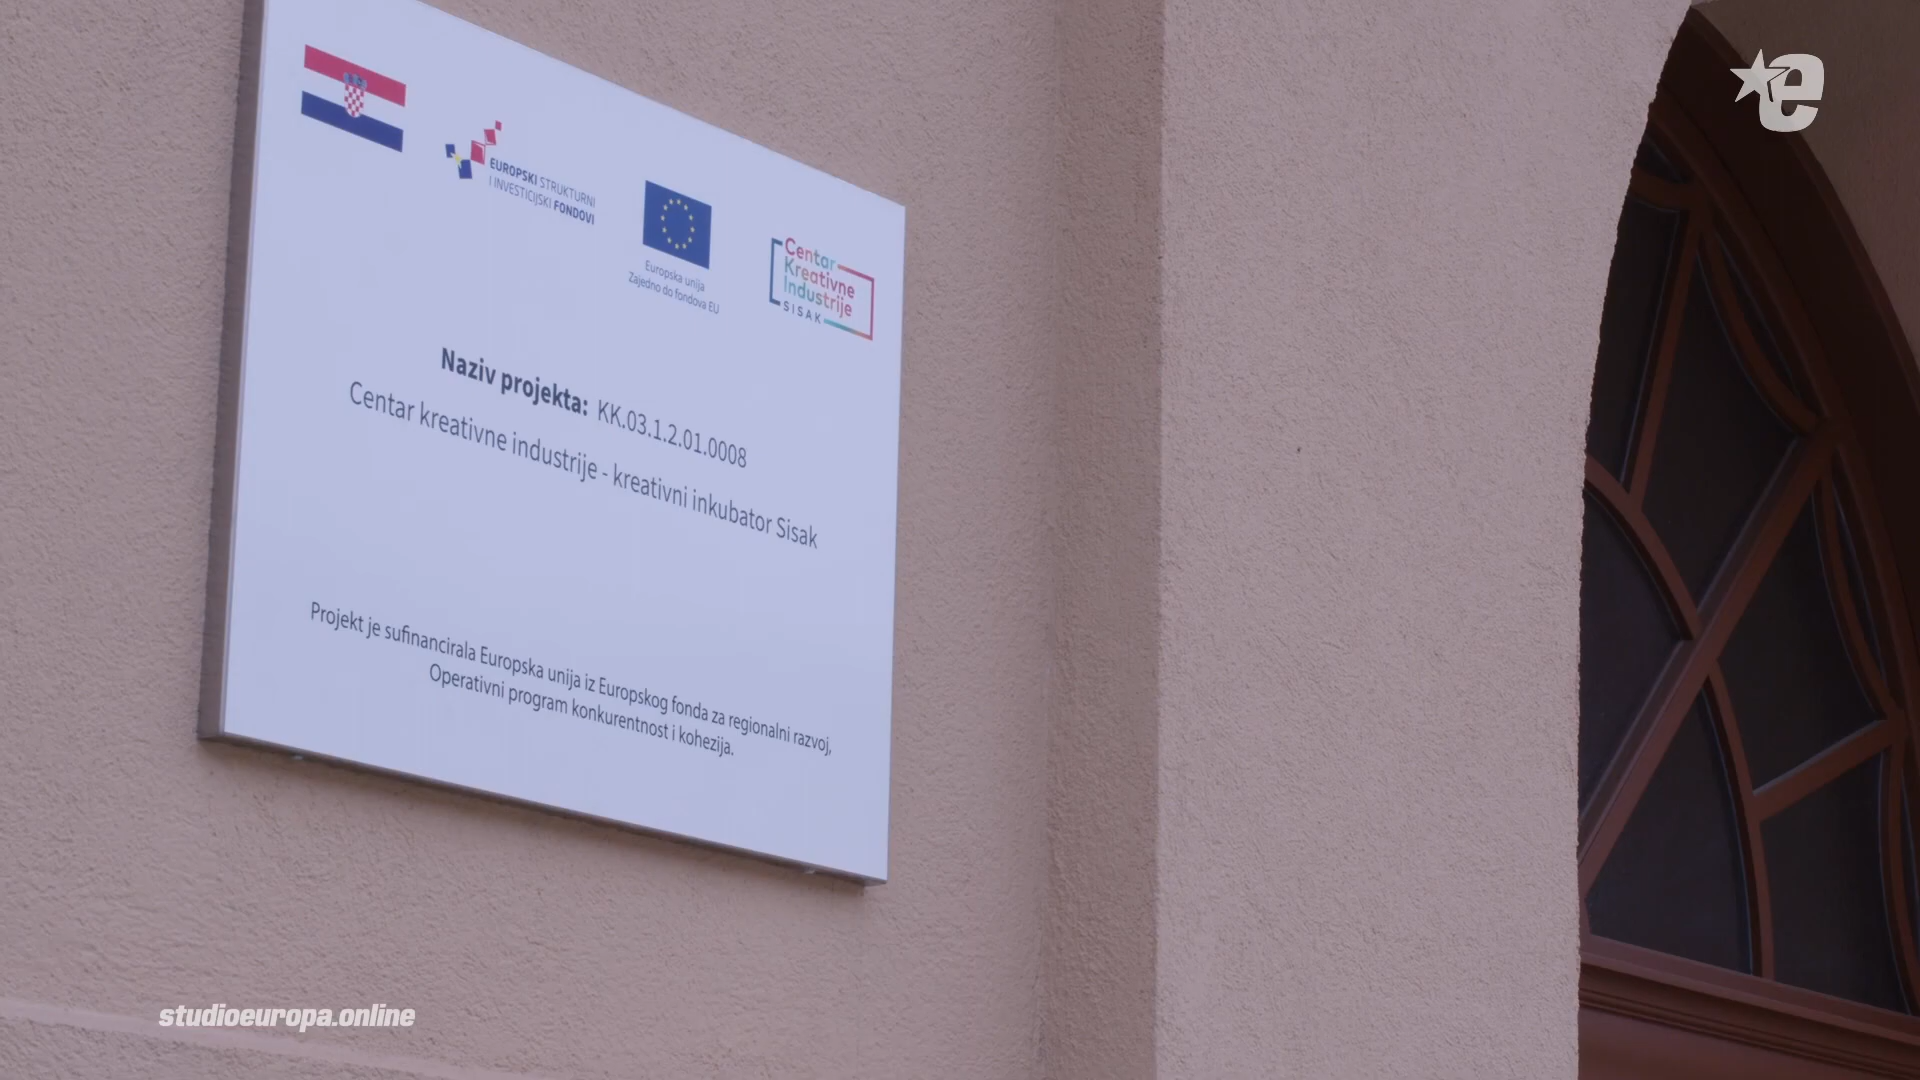 EUROPSKI STRUKTURNI
I INVESTICIJSKI FONDOVI
Europska unija
Zajedno do fondova EU
Centar
Kreativne
Industrije
SISAK
Naziv projekta: KK.03.1.2.01.0008
Centar kreativne industrije - kreativni inkubator Sisak
Projekt je sufinancirala Europska unija iz Europskog fonda za regionalni razvoj,
Operativni program konkurentnost i kohezija.
e
studioeuropa.online